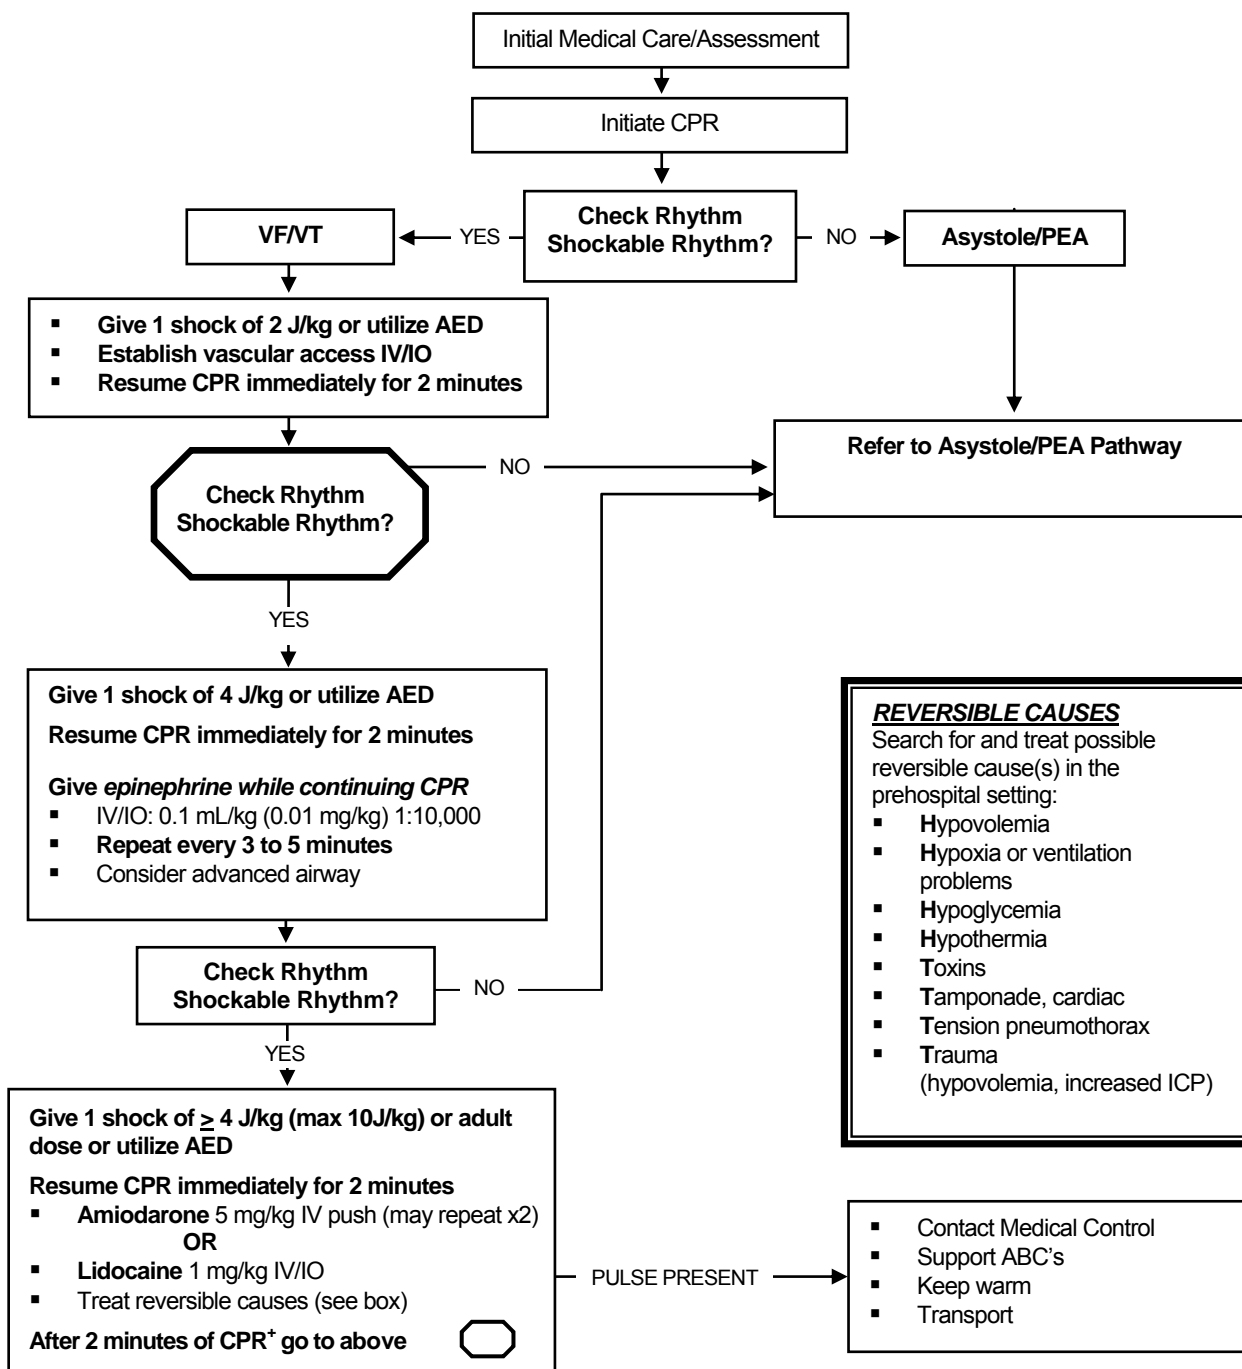 Initial Medical Care/Assessment
Initiate CPR
Check Rhythm
Shockable Rhythm?
YES
NO
VF/VT
Asystole/PEA
▪ Give 1 shock of 2 J/kg or utilize AED
▪ Establish vascular access IV/IO
▪ Resume CPR immediately for 2 minutes
Refer to Asystole/PEA Pathway
NO
Check Rhythm
Shockable Rhythm?
YES
Give 1 shock of 4 J/kg or utilize AED
Resume CPR immediately for 2 minutes
Give epinephrine while continuing CPR
▪ IV/IO: 0.1 mL/kg (0.01 mg/kg) 1:10,000
▪ Repeat every 3 to 5 minutes
▪ Consider advanced airway
Check Rhythm
Shockable Rhythm?
NO
YES
REVERSIBLE CAUSES
Search for and treat possible
reversible cause(s) in the
prehospital setting:
▪ Hypovolemia
▪ Hypoxia or ventilation
problems
▪ Hypoglycemia
▪ Hypothermia
▪ Toxins
▪ Tamponade, cardiac
▪ Tension pneumothorax
▪ Trauma
(hypovolemia, increased ICP)
Give 1 shock of ≥ 4 J/kg (max 10J/kg) or adult
dose or utilize AED
Resume CPR immediately for 2 minutes
▪ Amiodarone 5 mg/kg IV push (may repeat x2)
OR
▪ Lidocaine 1 mg/kg IV/IO
▪ Treat reversible causes (see box)
After 2 minutes of CPR⁺ go to above
PULSE PRESENT
▪ Contact Medical Control
▪ Support ABC's
▪ Keep warm
▪ Transport